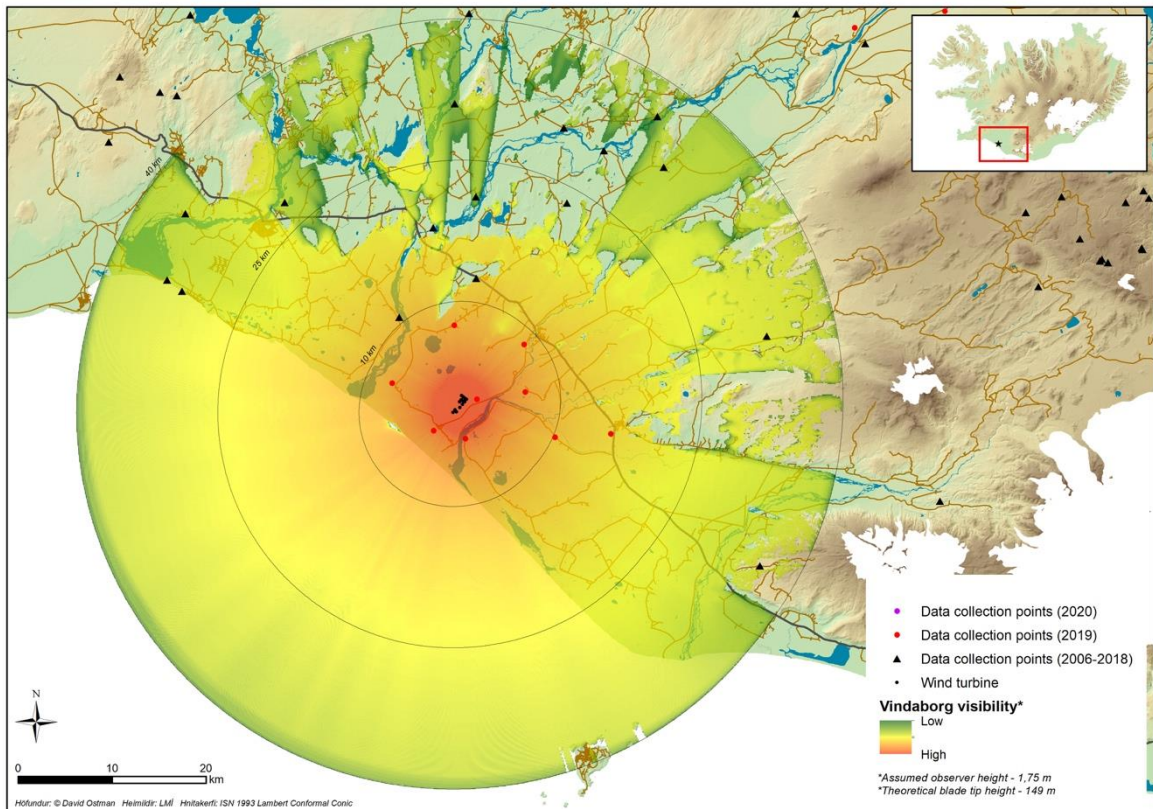 40 km
25 km
10 km
Data collection points (2020)
Data collection points (2019)
Data collection points (2006-2018)
Wind turbine
Vindaborg visibility*
Low
High
*Assumed observer height - 1,75 m
*Theoretical blade tip height - 149 m
N
0 10 20
km
Höfundur: © David Ostman Heimildir: LMÍ Hnitakerfi: ISN 1993 Lambert Conformal Conic